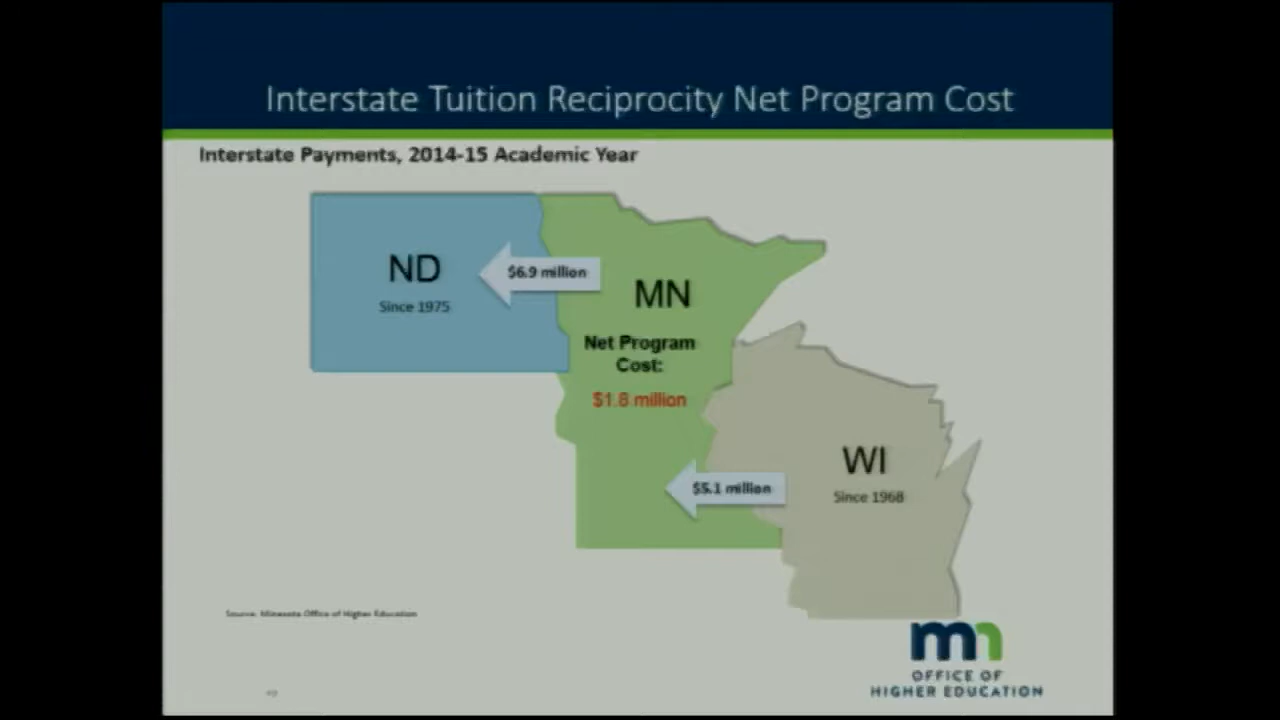 Interstate Tuition Reciprocity Net Program Cost
Interstate Payments, 2014-15 Academic Year
ND
Since 1975
$6.9 million
MN
Net Program
Cost:
$1.8 million
WI
Since 1968
$5.1 million
Source: Minnesota Office of Higher Education
mn
OFFICE OF
HIGHER EDUCATION